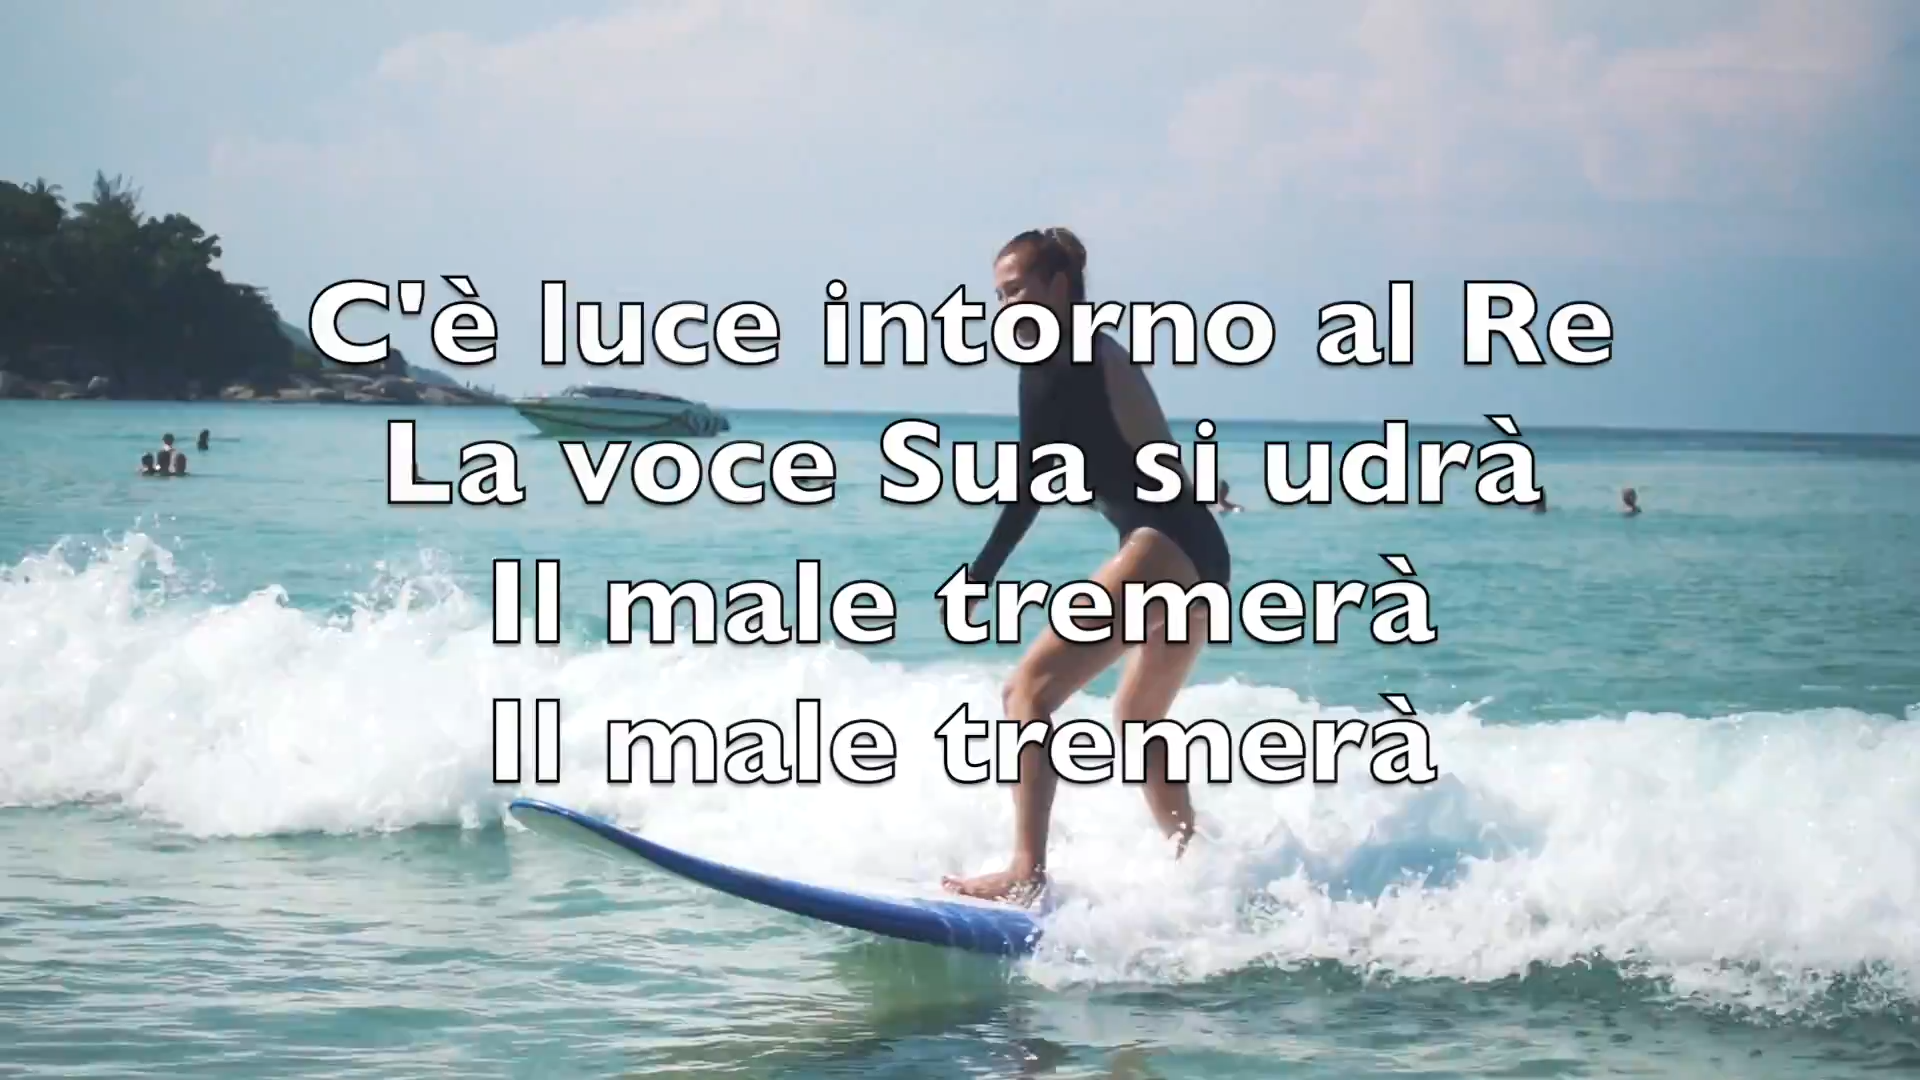 C'è luce intorno al Re
La voce Sua si udrà
Il male tremerà
Il male tremerà